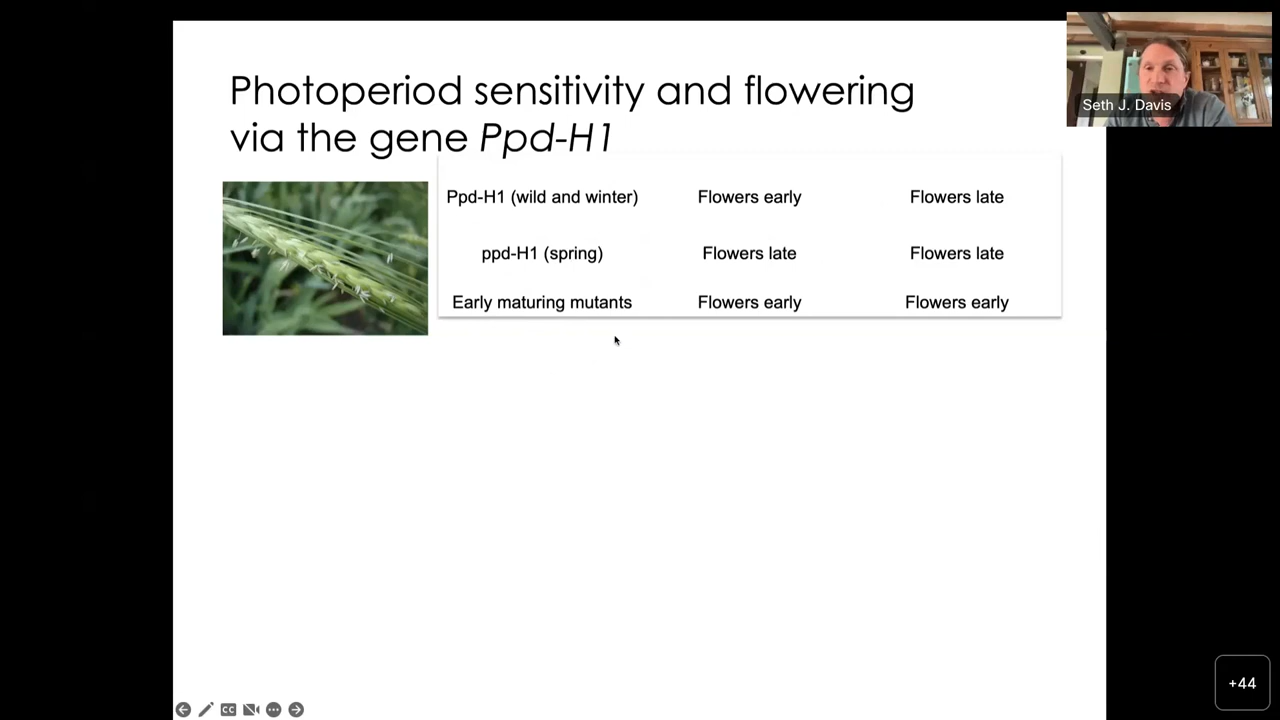 Photoperiod sensitivity and flowering
via the gene Ppd-H1
Seth J. Davis
Ppd-H1 (wild and winter) Flowers early Flowers late
ppd-H1 (spring) Flowers late Flowers late
Early maturing mutants Flowers early Flowers early
CC
+44